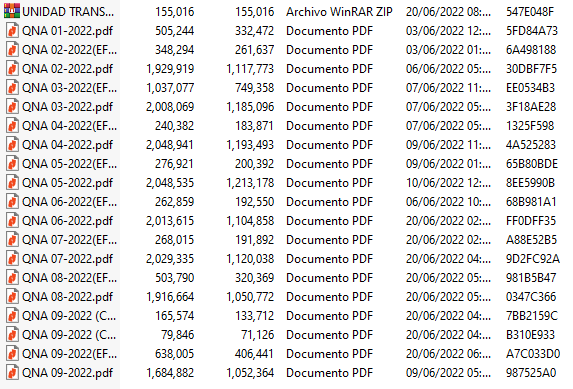 UNIDAD TRANS... 155,016 155,016 Archivo WinRAR ZIP 20/06/2022 08:... 547E048F
QNA 01-2022.pdf 505,244 332,472 Documento PDF 03/06/2022 12:... 5FD84A73
QNA 02-2022(EF... 348,294 261,637 Documento PDF 03/06/2022 01:... 6A498188
QNA 02-2022.pdf 1,929,919 1,117,773 Documento PDF 06/06/2022 05:... 30DBF7F5
QNA 03-2022(EF... 1,037,077 749,358 Documento PDF 07/06/2022 11:... EE0534B3
QNA 03-2022.pdf 2,008,069 1,185,096 Documento PDF 07/06/2022 05:... 3F18AE28
QNA 04-2022(EF... 240,382 183,871 Documento PDF 07/06/2022 05:... 1325F598
QNA 04-2022.pdf 2,048,941 1,193,493 Documento PDF 09/06/2022 11:... 4A525283
QNA 05-2022(EF... 276,921 200,392 Documento PDF 09/06/2022 01:... 65B80BDE
QNA 05-2022.pdf 2,048,535 1,213,178 Documento PDF 10/06/2022 12:... 8EE5990B
QNA 06-2022(EF... 262,859 192,550 Documento PDF 06/06/2022 10:... 68B981A1
QNA 06-2022.pdf 2,013,615 1,104,858 Documento PDF 20/06/2022 02:... FF0DFF35
QNA 07-2022(EF... 268,015 191,892 Documento PDF 20/06/2022 02:... A88E52B5
QNA 07-2022.pdf 2,029,335 1,120,038 Documento PDF 20/06/2022 04:... 9D2FC92A
QNA 08-2022(EF... 503,790 320,369 Documento PDF 20/06/2022 05:... 981B5B47
QNA 08-2022.pdf 1,916,664 1,050,772 Documento PDF 20/06/2022 05:... 0347C366
QNA 09-2022 (C... 165,574 133,712 Documento PDF 20/06/2022 04:... 7BB2159C
QNA 09-2022 (C... 79,846 71,126 Documento PDF 20/06/2022 04:... B310E933
QNA 09-2022(EF... 638,005 406,441 Documento PDF 20/06/2022 06:... A7C033D0
QNA 09-2022.pdf 1,684,882 1,052,364 Documento PDF 09/06/2022 05:... 987525A0